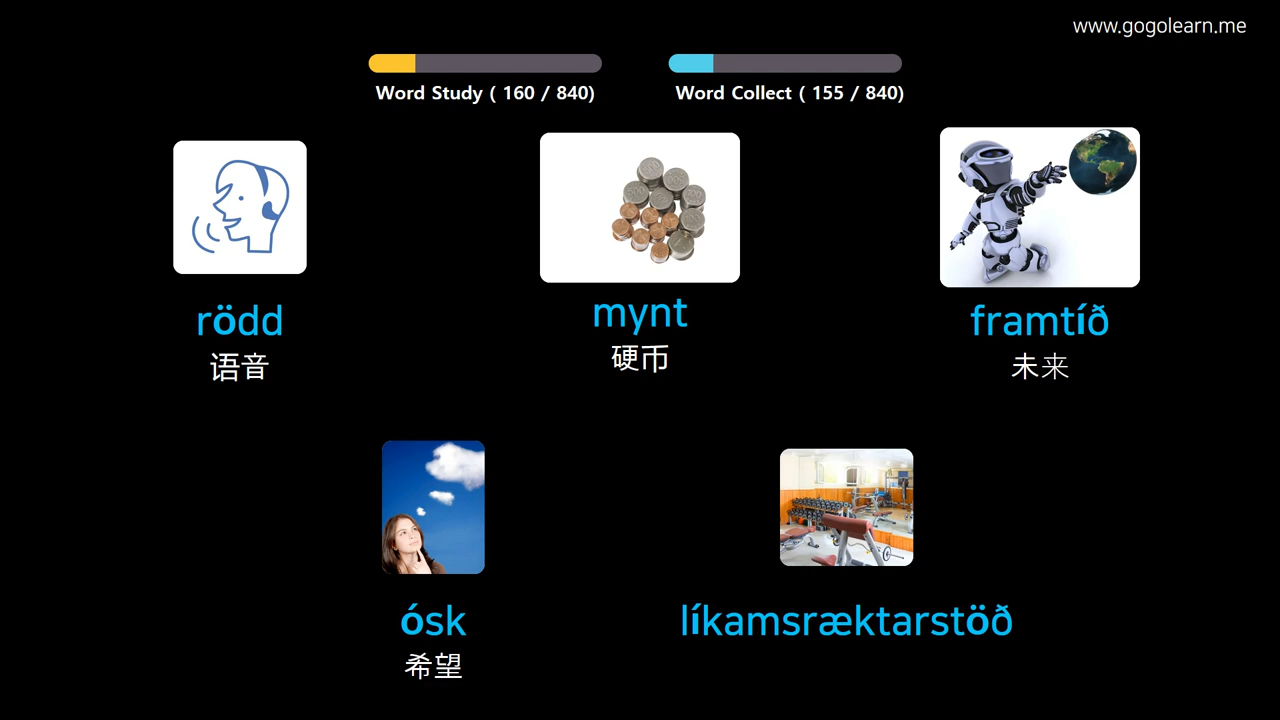 www.gogolearn.me
Word Study ( 160 / 840)
Word Collect ( 155 / 840)
rödd
语音
mynt
硬币
framtíð
未来
ósk
希望
líkamsræktarstöð